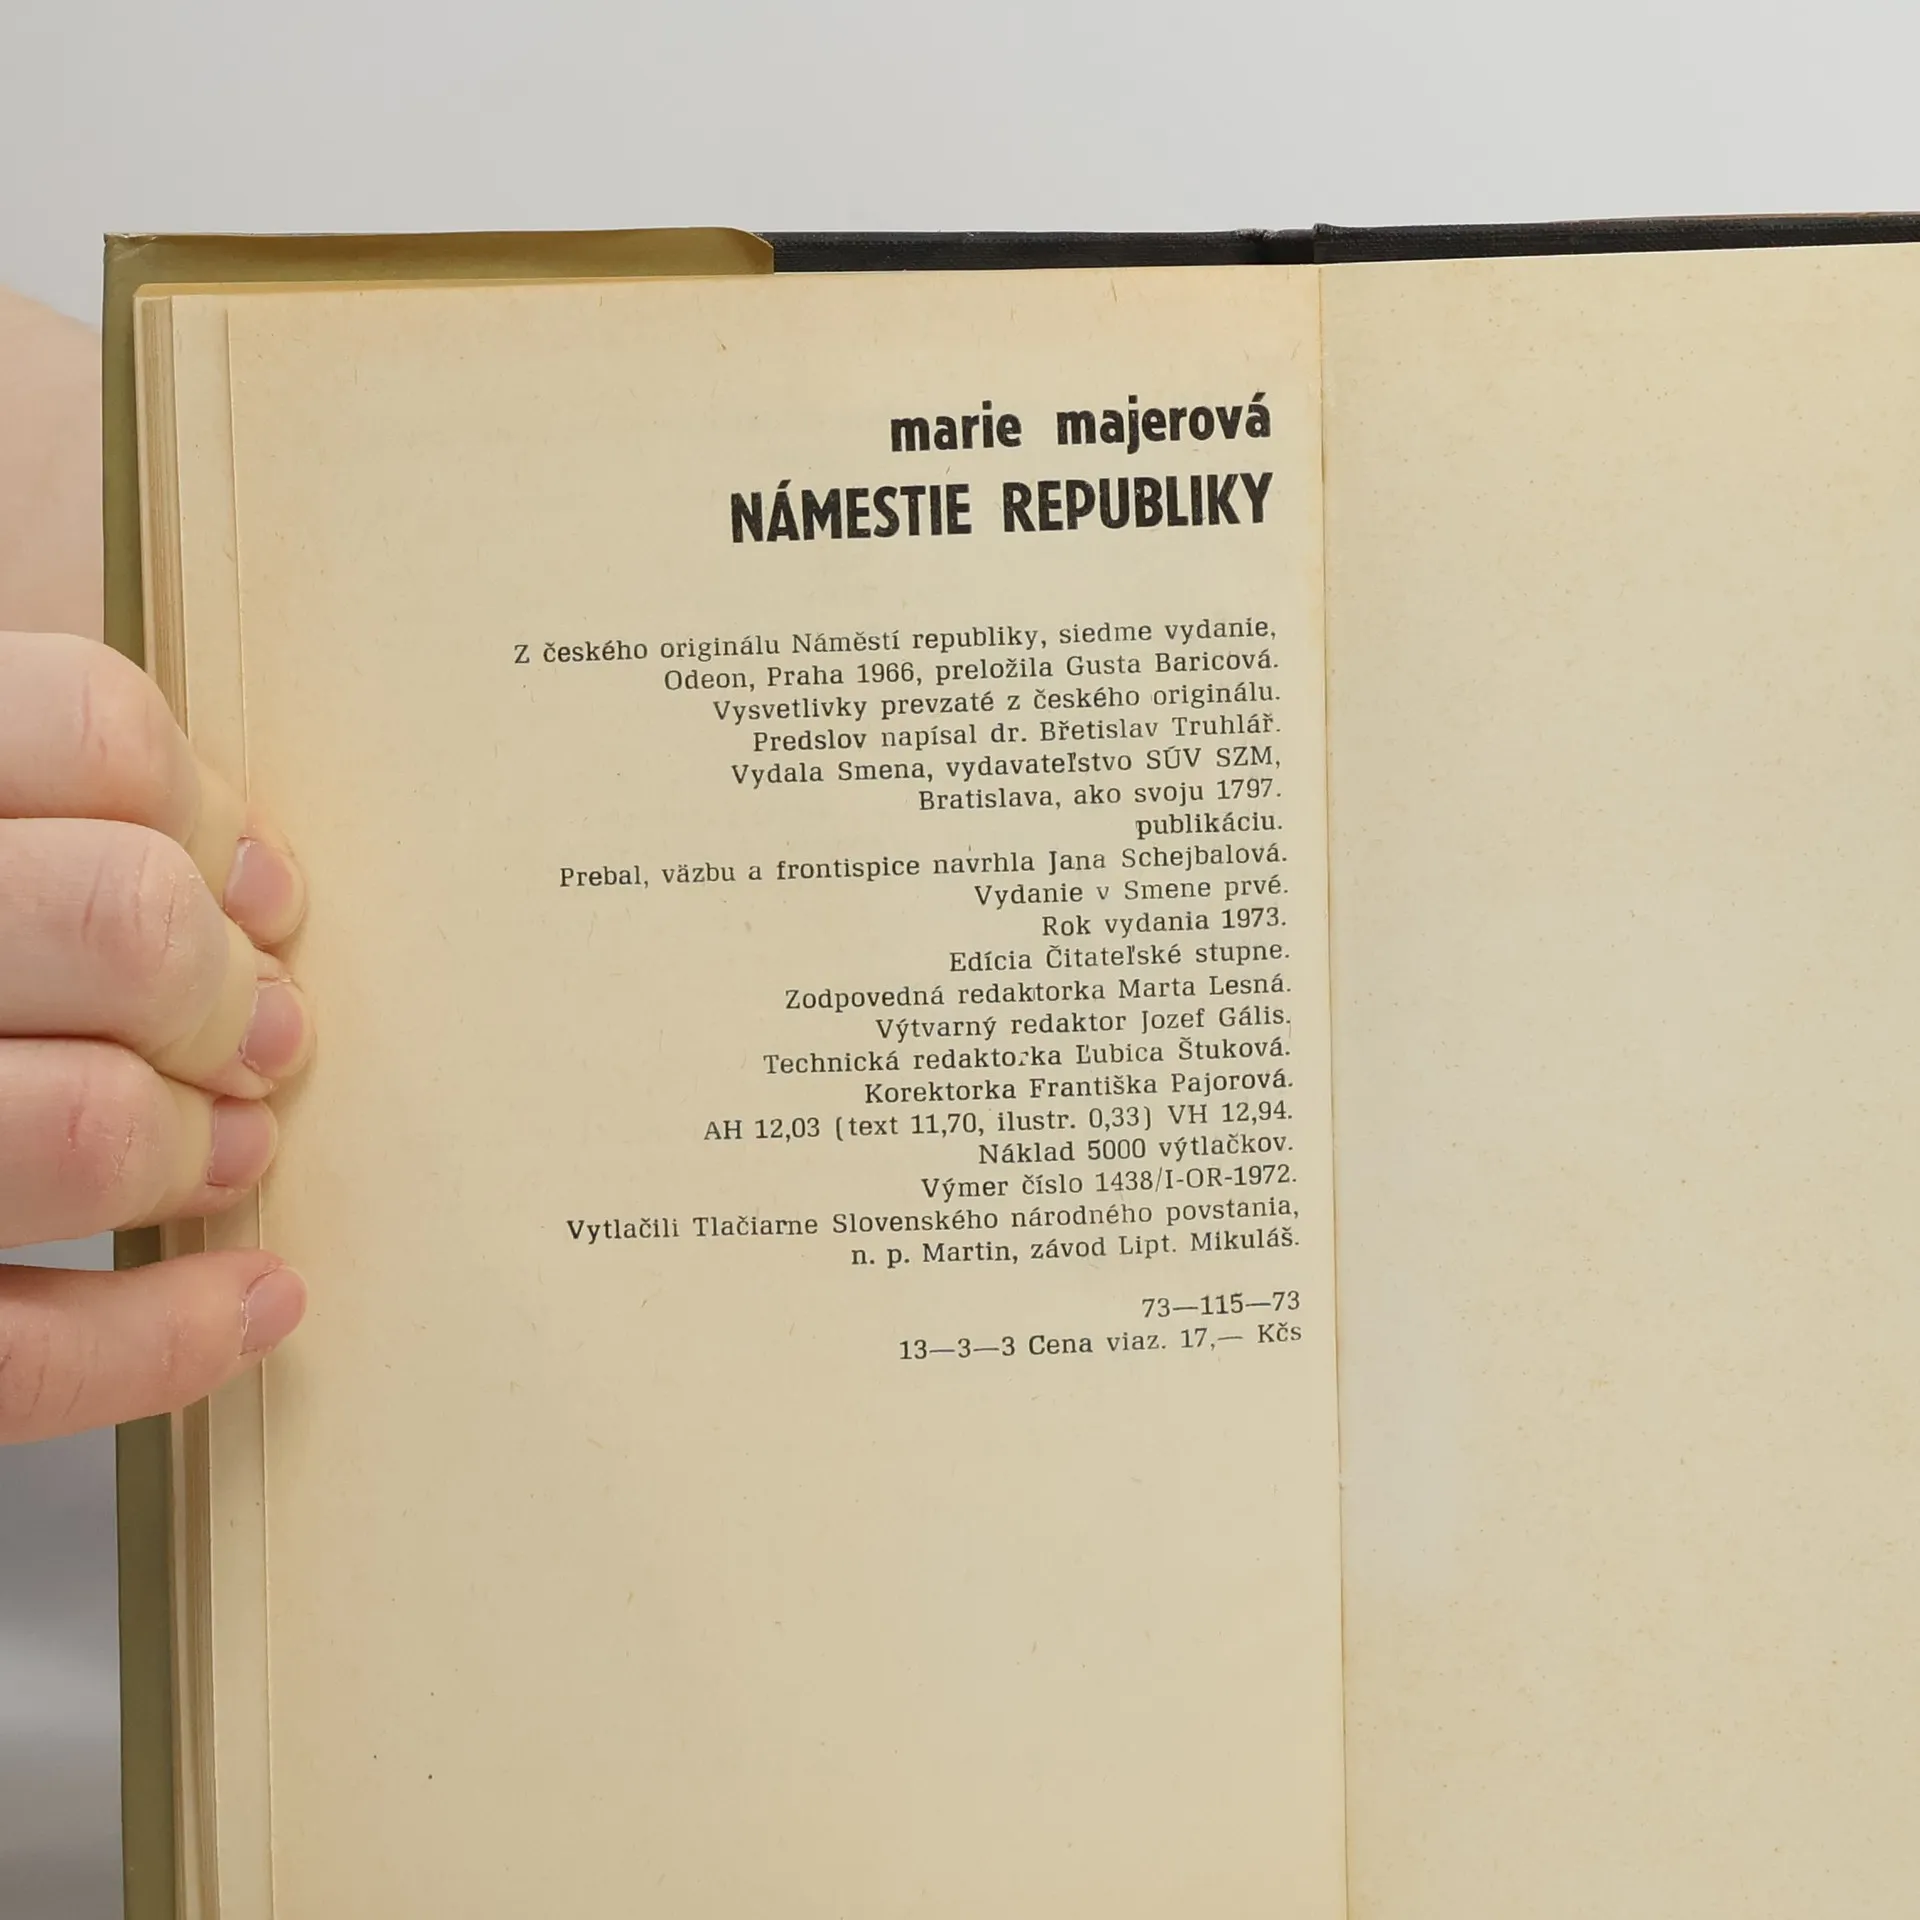 marie majerová
NÁMESTIE REPUBLIKY
Z českého originálu Náměstí republiky, siedme vydanie,
Odeon, Praha 1966, preložila Gusta Baricová.
Vysvetlivky prevzaté z českého originálu.
Predslov napísal dr. Břetislav Truhlář.
Vydala Smena, vydavateľstvo SÚV SZM,
Bratislava, ako svoju 1797.
publikáciu.
Prebal, väzbu a frontispice navrhla Jana Schejbalová.
Vydanie v Smene prvé.
Rok vydania 1973.
Edícia Čitateľské stupne.
Zodpovedná redaktorka Marta Lesná.
Výtvarný redaktor Jozef Gális.
Technická redaktorka Ľubica Štuková.
Korektorka Františka Pajorová.
AH 12,03 (text 11,70, ilustr. 0,33) VH 12,94.
Náklad 5000 výtlačkov.
Výmer číslo 1438/I-OR-1972.
Vytlačili Tlačiarne Slovenského národného povstania,
n. p. Martin, závod Lipt. Mikuláš.
73—115—73
13—3—3 Cena viaz. 17,— Kčs